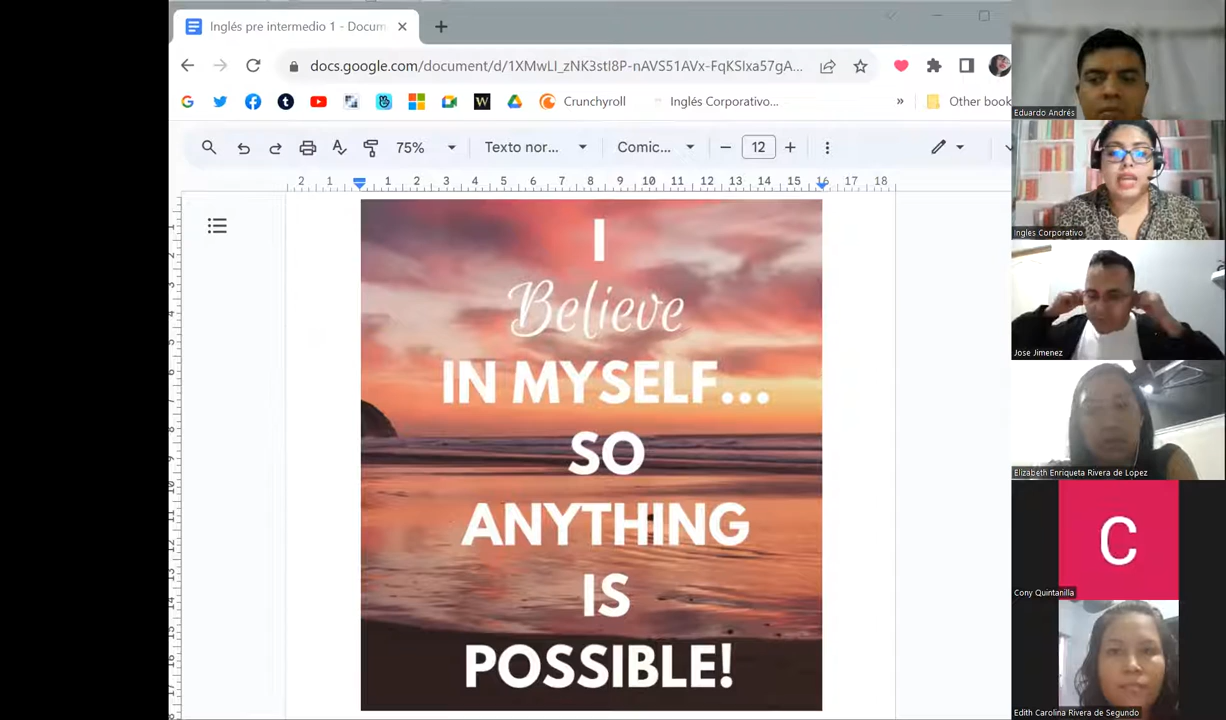 Inglés pre intermedio 1 - Docum
docs.google.com/document/d/1XMwLI_zNK3stI8P-nAVS51AVx-FqKSIxa57gA...
Crunchyroll
Inglés Corporativo...
»
Other book
75%
Texto nor...
Comic...
12
2 1 1 2 3 4 5 6 7 8 9 10 11 12 13 14 15 16 17 18
I
Believe
IN MYSELF...
SO
ANYTHING
IS
POSSIBLE!
Eduardo Andrés
Ingles Corporativo
Jose Jimenez
Elizabeth Enriqueta Rivera de Lopez
C
Cony Quintanilla
Edith Carolina Rivera de Segundo